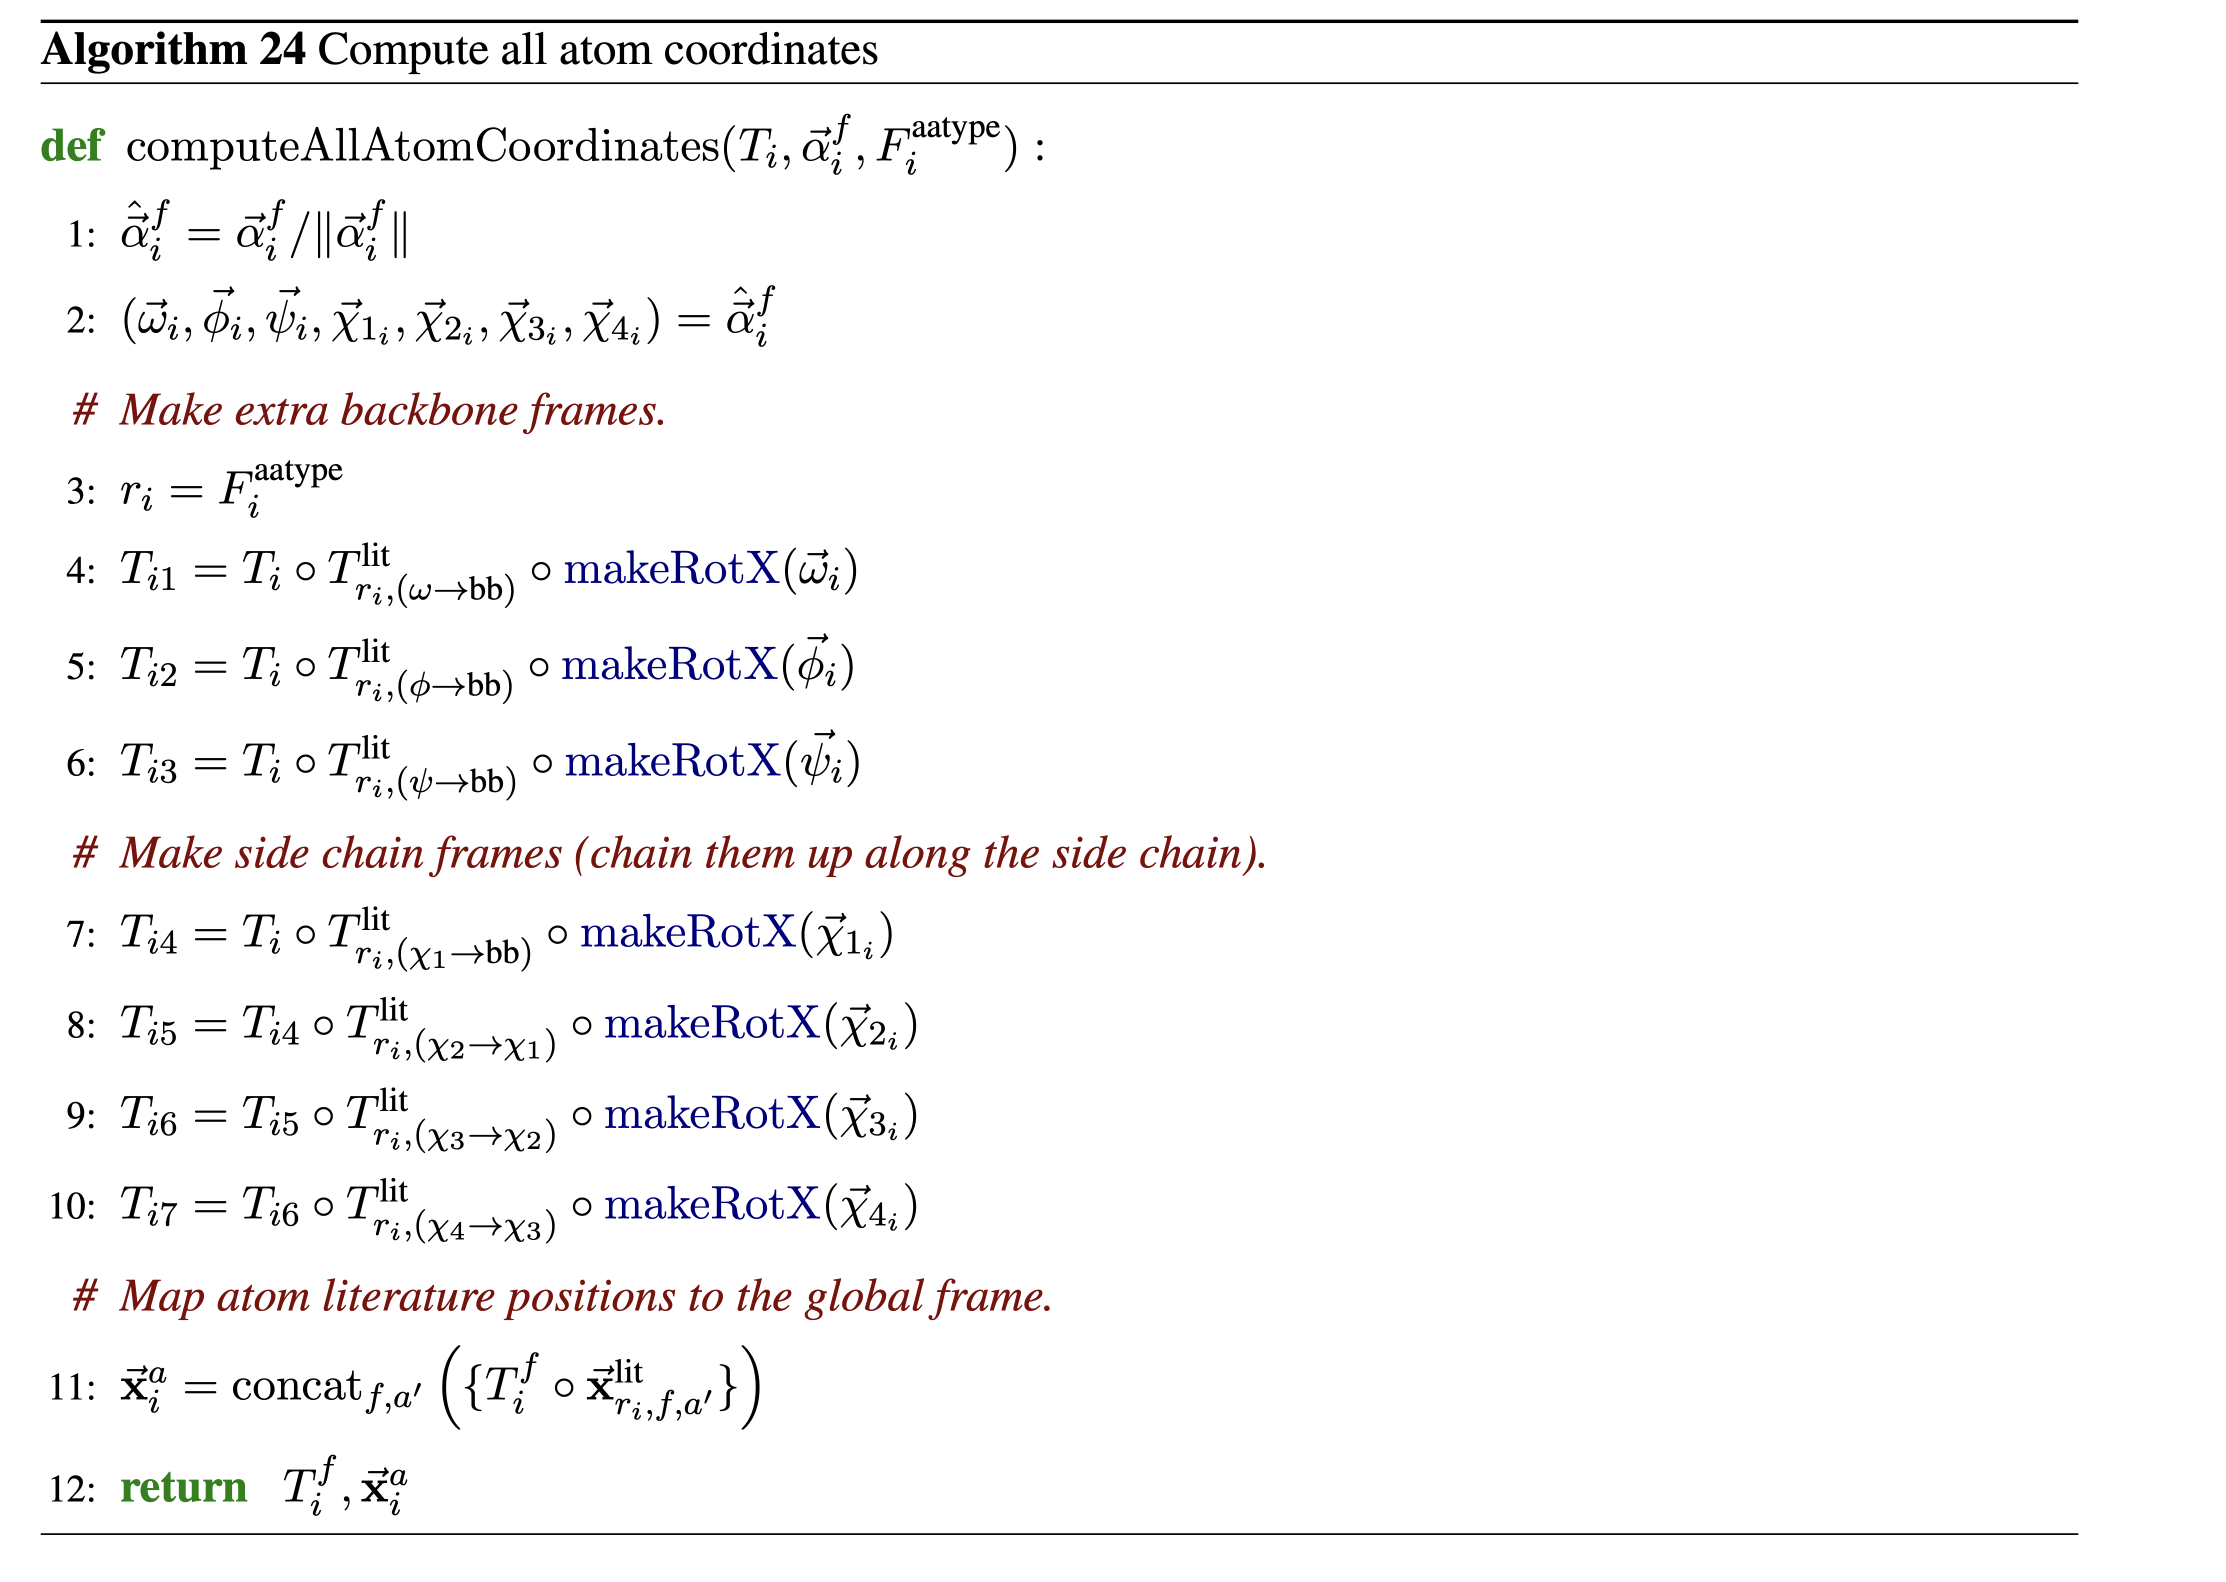 Algorithm 24 Compute all atom coordinates
def computeAllAtomCoordinates($T_i, \vec{\alpha}_i^f, F_i^{\text{aatype}}$) :
1: $\hat{\vec{\alpha}}_i^f = \vec{\alpha}_i^f / \|\vec{\alpha}_i^f\|$
2: $(\vec{\omega}_i, \vec{\phi}_i, \vec{\psi}_i, \vec{\chi}_{1_i}, \vec{\chi}_{2_i}, \vec{\chi}_{3_i}, \vec{\chi}_{4_i}) = \hat{\vec{\alpha}}_i^f$
# Make extra backbone frames.
3: $r_i = F_i^{\text{aatype}}$
4: $T_{i1} = T_i \circ T^{\text{lit}}_{r_i,(\omega \to \text{bb})} \circ \text{makeRotX}(\vec{\omega}_i)$
5: $T_{i2} = T_i \circ T^{\text{lit}}_{r_i,(\phi \to \text{bb})} \circ \text{makeRotX}(\vec{\phi}_i)$
6: $T_{i3} = T_i \circ T^{\text{lit}}_{r_i,(\psi \to \text{bb})} \circ \text{makeRotX}(\vec{\psi}_i)$
# Make side chain frames (chain them up along the side chain).
7: $T_{i4} = T_i \circ T^{\text{lit}}_{r_i,(\chi_1 \to \text{bb})} \circ \text{makeRotX}(\vec{\chi}_{1_i})$
8: $T_{i5} = T_{i4} \circ T^{\text{lit}}_{r_i,(\chi_2 \to \chi_1)} \circ \text{makeRotX}(\vec{\chi}_{2_i})$
9: $T_{i6} = T_{i5} \circ T^{\text{lit}}_{r_i,(\chi_3 \to \chi_2)} \circ \text{makeRotX}(\vec{\chi}_{3_i})$
10: $T_{i7} = T_{i6} \circ T^{\text{lit}}_{r_i,(\chi_4 \to \chi_3)} \circ \text{makeRotX}(\vec{\chi}_{4_i})$
# Map atom literature positions to the global frame.
11: $\vec{\mathbf{x}}_i^a = \text{concat}_{f,a'} \left( \{ T_i^f \circ \vec{\mathbf{x}}^{\text{lit}}_{r_i,f,a'} \} \right)$
12: return $T_i^f, \vec{\mathbf{x}}_i^a$